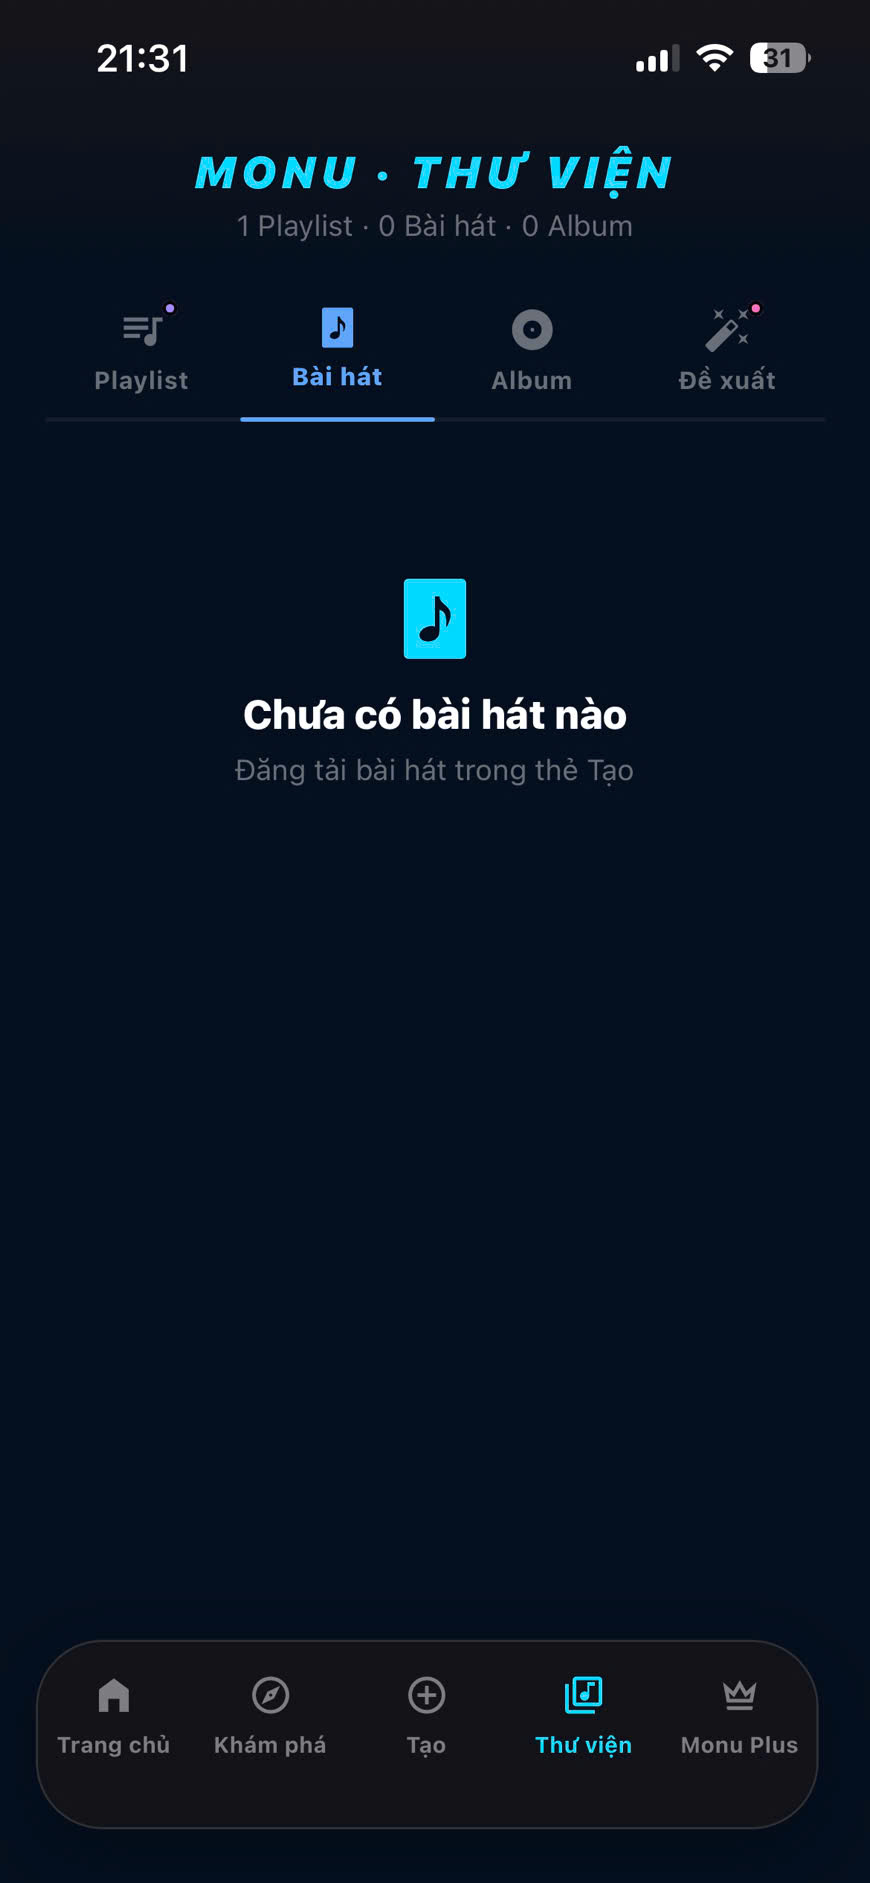 21:31
31
MONU · THƯ VIỆN
1 Playlist · 0 Bài hát · 0 Album
Playlist
Bài hát
Album
Đề xuất
Chưa có bài hát nào
Đăng tải bài hát trong thẻ Tạo
Trang chủ
Khám phá
Tạo
Thư viện
Monu Plus